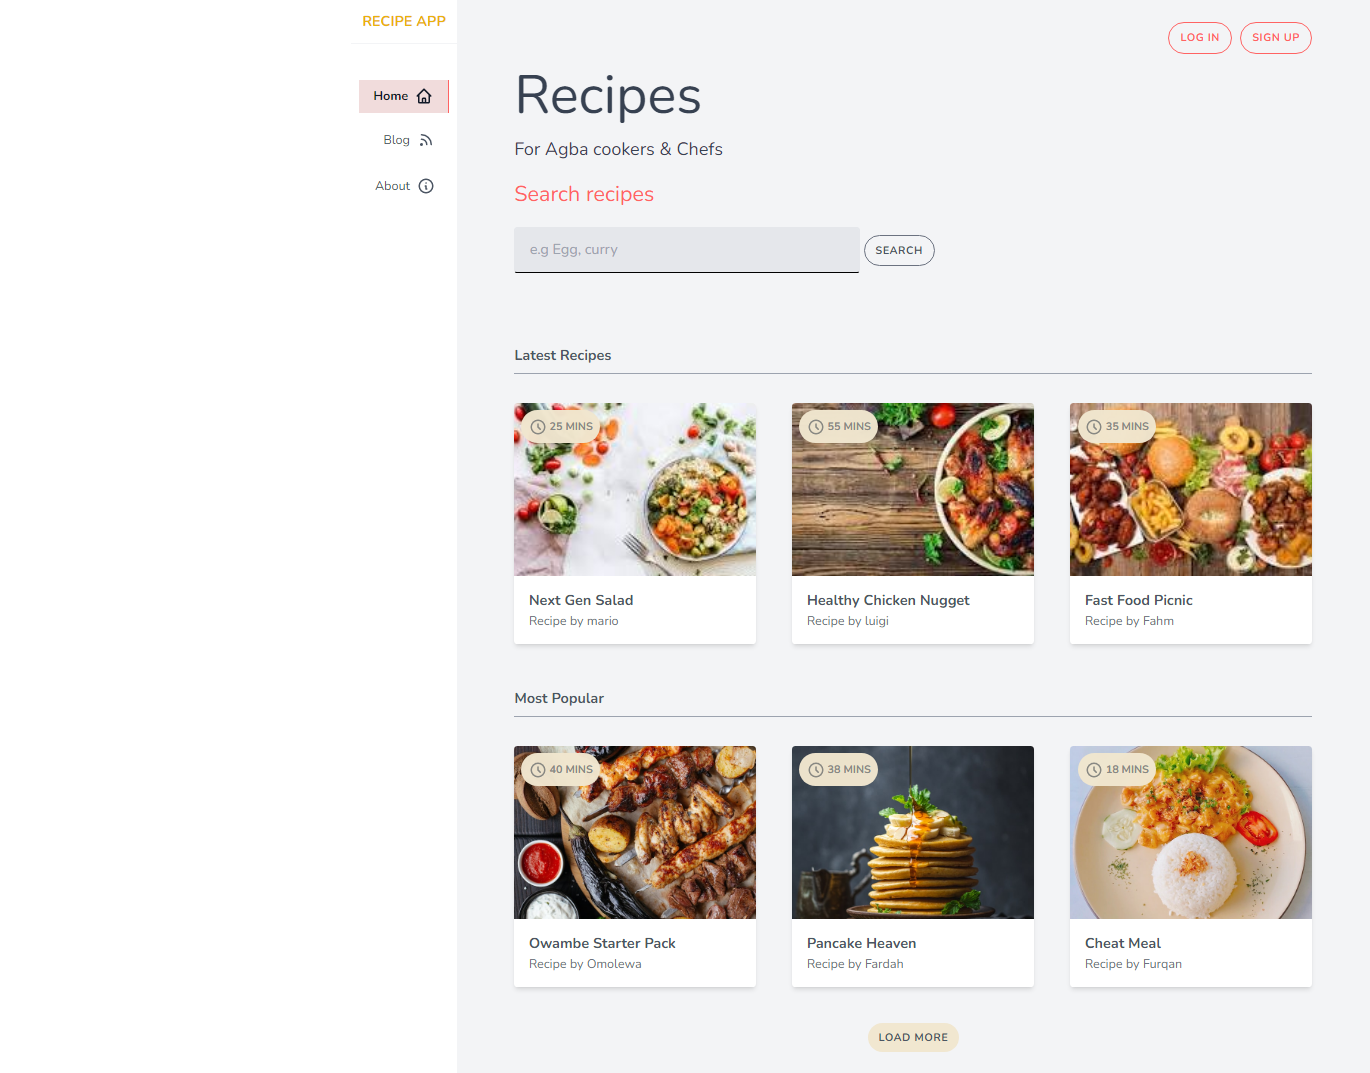 RECIPE APP
Home
Blog
About
LOG IN
SIGN UP
Recipes
For Agba cookers & Chefs
Search recipes
e.g Egg, curry
SEARCH
Latest Recipes
25 MINS
55 MINS
35 MINS
Next Gen Salad
Recipe by mario
Healthy Chicken Nugget
Recipe by luigi
Fast Food Picnic
Recipe by Fahm
Most Popular
40 MINS
38 MINS
18 MINS
Owambe Starter Pack
Recipe by Omolewa
Pancake Heaven
Recipe by Fardah
Cheat Meal
Recipe by Furqan
LOAD MORE